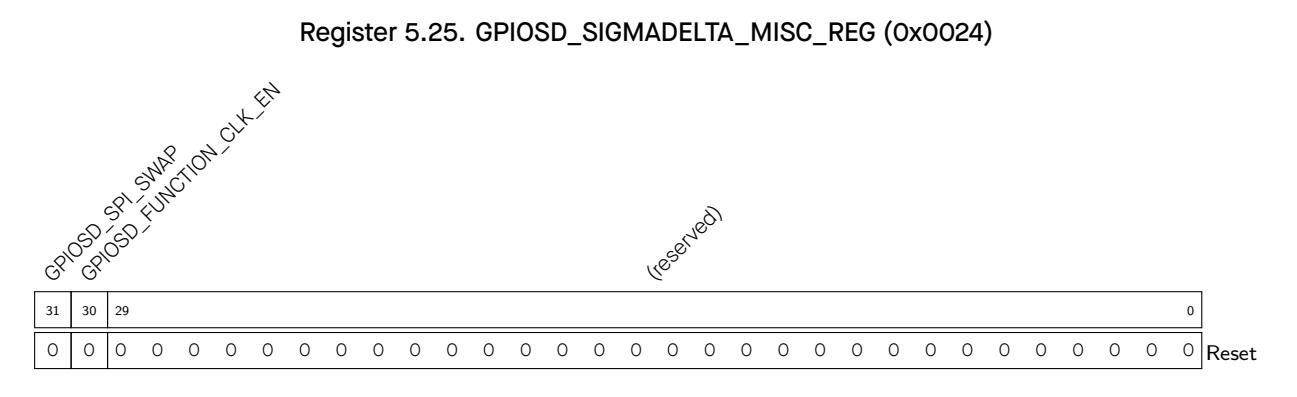 Register 5.25. GPIOSD_SIGMADELTA_MISC_REG (0x0024)
GPIOSD_SPI_SWAP
GPIOSD_FUNCTION_CLK_EN
(reserved)
31 30 29 0
0 0 0 0 0 0 0 0 0 0 0 0 0 0 0 0 0 0 0 0 0 0 0 0 0 0 0 0 0 0 0 0 Reset